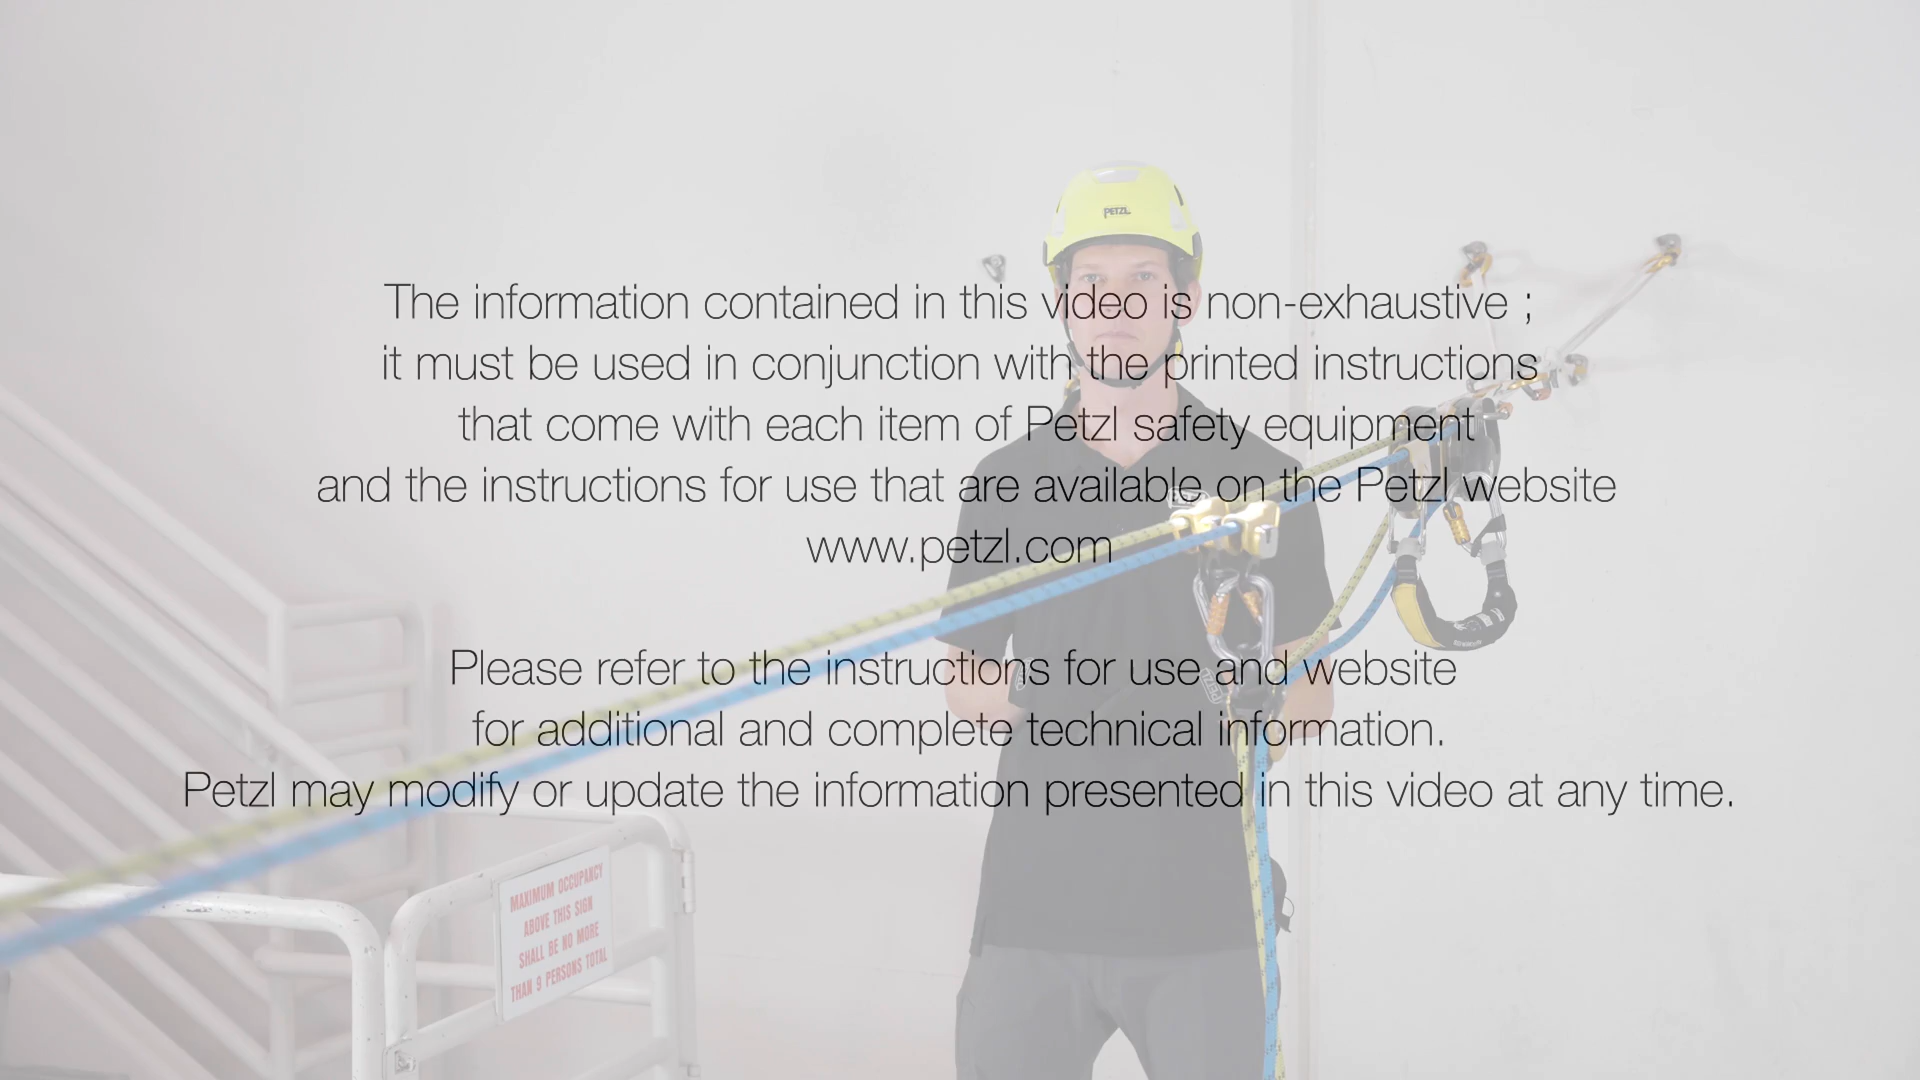 PETZL
The information contained in this video is non-exhaustive ;
it must be used in conjunction with the printed instructions
that come with each item of Petzl safety equipment
and the instructions for use that are available on the Petzl website
www.petzl.com
Please refer to the instructions for use and website
for additional and complete technical information.
Petzl may modify or update the information presented in this video at any time.
MAXIMUM OCCUPANCY
ABOVE THIS SIGN
SHALL BE NO MORE
THAN 9 PERSONS TOTAL